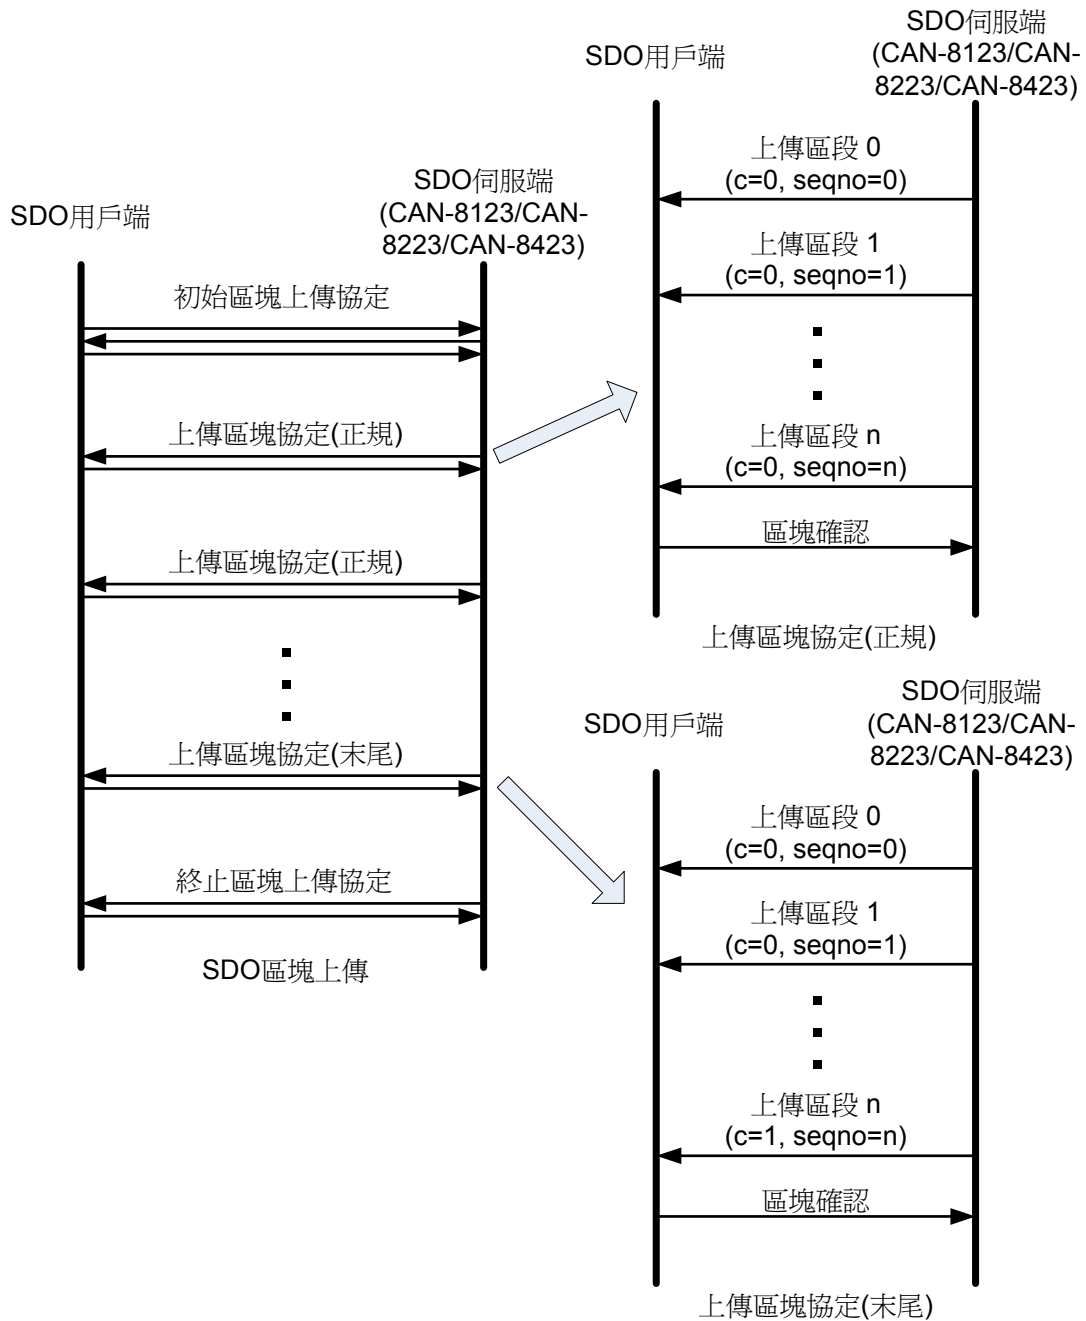 SDO用戶端
SDO伺服端
(CAN-8123/CAN-
8223/CAN-8423)
初始區塊上傳協定
上傳區塊協定(正規)
上傳區塊協定(正規)
上傳區塊協定(末尾)
終止區塊上傳協定
SDO區塊上傳
SDO用戶端
SDO伺服端
(CAN-8123/CAN-
8223/CAN-8423)
上傳區段 0
(c=0, seqno=0)
上傳區段 1
(c=0, seqno=1)
上傳區段 n
(c=0, seqno=n)
區塊確認
上傳區塊協定(正規)
SDO用戶端
SDO伺服端
(CAN-8123/CAN-
8223/CAN-8423)
上傳區段 0
(c=0, seqno=0)
上傳區段 1
(c=0, seqno=1)
上傳區段 n
(c=1, seqno=n)
區塊確認
上傳區塊協定(末尾)